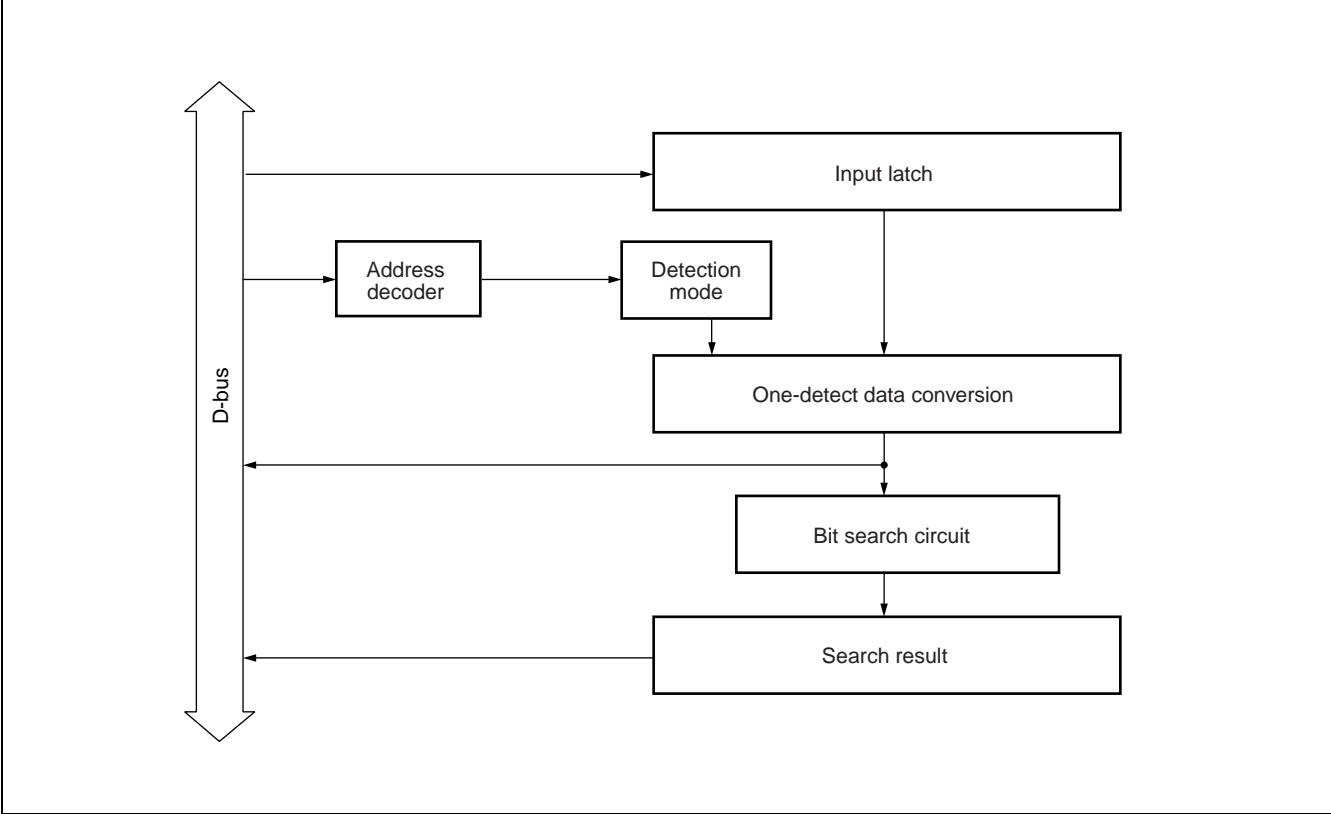 Input latch
Address
decoder
Detection
mode
D-bus
One-detect data conversion
Bit search circuit
Search result